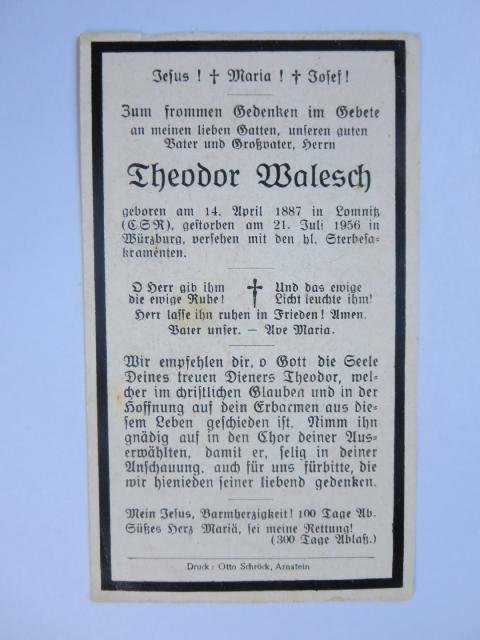 Jesus! ✝ Maria! ✝ Josef!
Zum frommen Gedenken im Gebete
an meinen lieben Gatten, unseren guten
Vater und Großvater, Herrn
Theodor Walesch
geboren am 14. April 1887 in Lomnitz
(CSR), gestorben am 21. Juli 1956 in
Würzburg, versehen mit den hl. Sterbesa-
kramenten.
O Herr gib ihm ✝ Und das ewige
die ewige Ruhe! Licht leuchte ihm!
Herr lasse ihn ruhen in Frieden! Amen.
Vater unser. — Ave Maria.
Wir empfehlen dir, o Gott die Seele
Deines treuen Dieners Theodor, wel-
cher im christlichen Glauben und in der
Hoffnung auf dein Erbarmen aus die-
sem Leben geschieden ist. Nimm ihn
gnädig auf in den Chor deiner Aus-
erwählten, damit er, selig in deiner
Anschauung, auch für uns fürbitte, die
wir hienieden seiner liebend gedenken.
Mein Jesus, Barmherzigkeit! 100 Tage Ab.
Süßes Herz Mariä, sei meine Rettung!
(300 Tage Ablaß.)
Druck: Otto Schröck, Arnstein